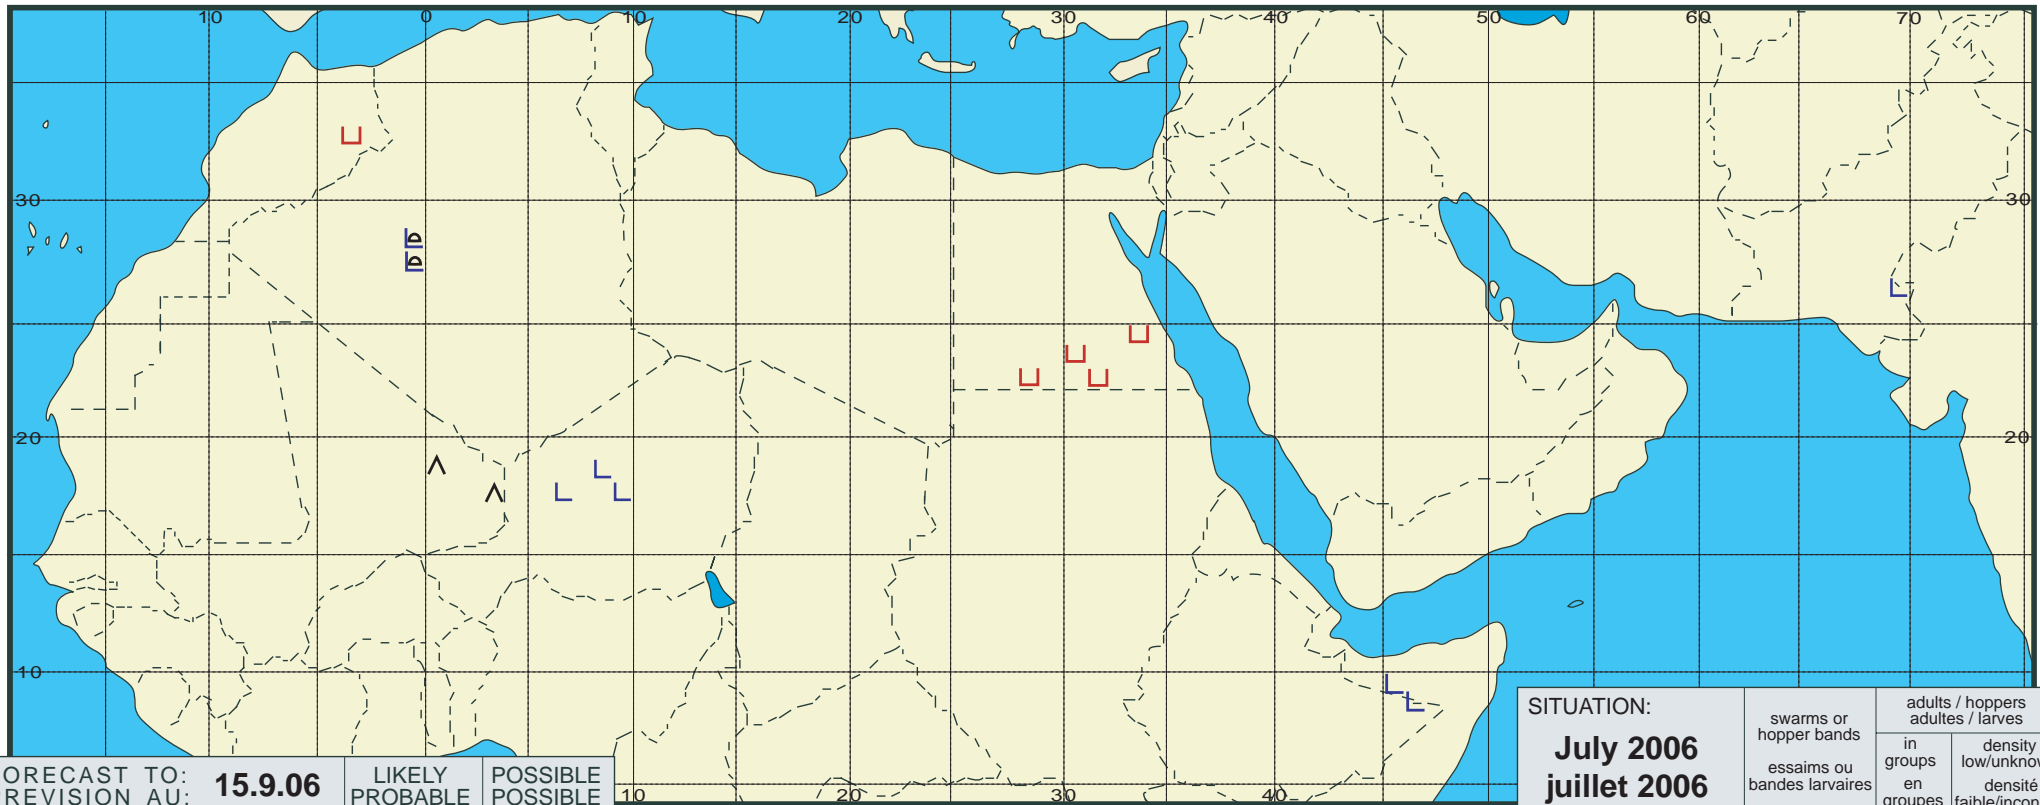 10 0 10 20 30 40 50 60 70
30 30
20 20
10
SITUATION:
July 2006
juillet 2006
swarms or
hopper bands
essaims ou
bandes larvaires
adults / hoppers
adultes / larves
in
groups
en
groupes
density
low/unknow
densité
ORECAST TO:
REVISION AU:
15.9.06
LIKELY
PROBABLE
POSSIBLE
POSSIBLE
10 20 30 40